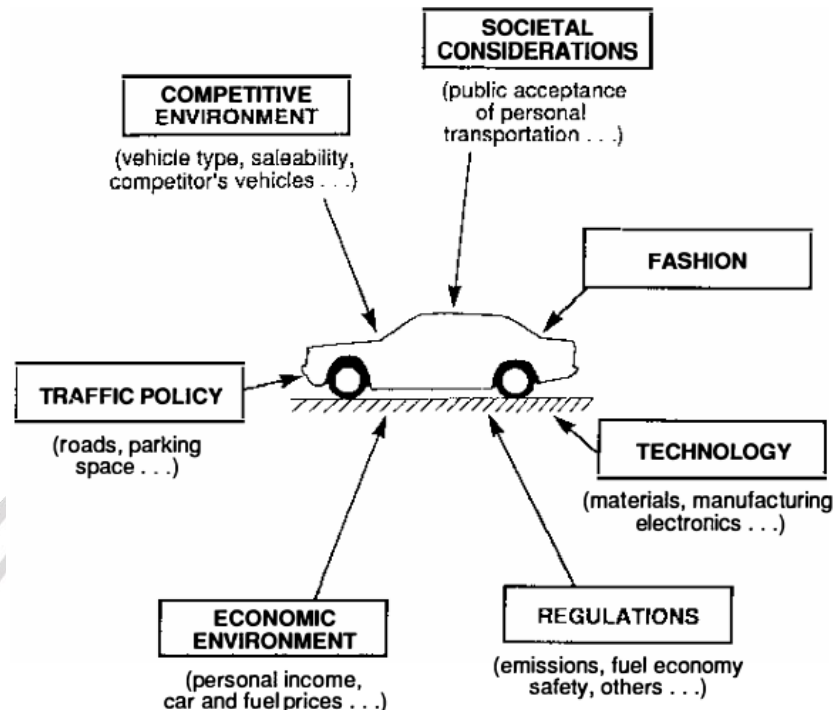 SOCIETAL
CONSIDERATIONS
(public acceptance
of personal
transportation . . .)
COMPETITIVE
ENVIRONMENT
(vehicle type, saleability,
competitor's vehicles . . .)
FASHION
TRAFFIC POLICY
(roads, parking
space . . .)
TECHNOLOGY
(materials, manufacturing
electronics . . .)
ECONOMIC
ENVIRONMENT
(personal income,
car and fuel prices . . .)
REGULATIONS
(emissions, fuel economy
safety, others . . .)